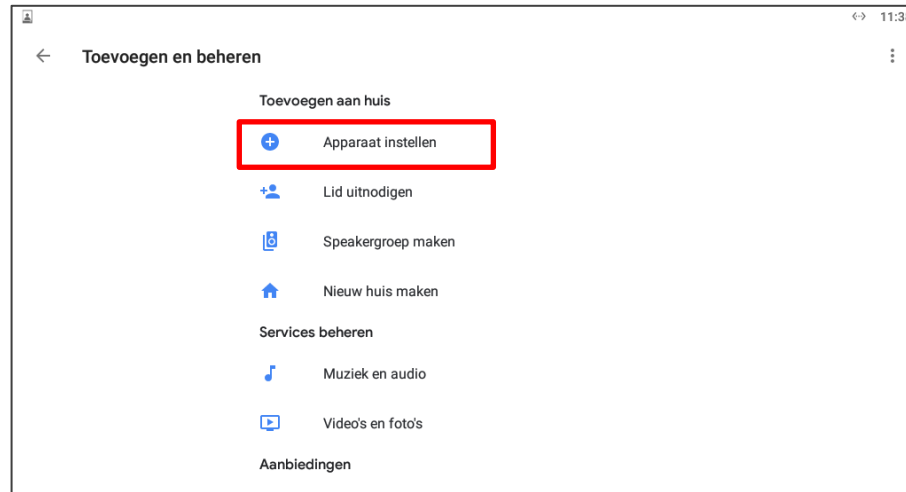 Toevoegen en beheren
Toevoegen aan huis
Apparaat instellen
Lid uitnodigen
Speakergroep maken
Nieuw huis maken
Services beheren
Muziek en audio
Video's en foto's
Aanbiedingen